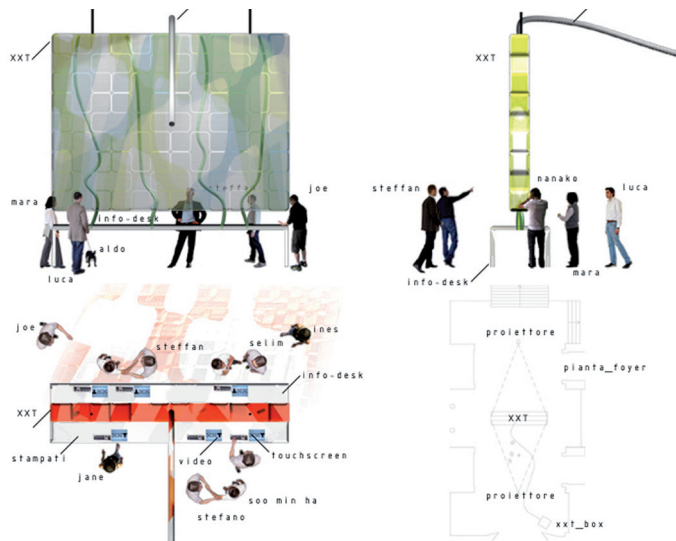 XXT
steffan
joe
mara
info-desk
aldo
luca
XXT
nanako
steffan
luca
info-desk
mara
joe
steffan
selim
ines
info-desk
XXT
stampati
video
touchscreen
jane
soo min ha
stefano
proiettore
pianta_foyer
XXT
proiettore
xxt_box